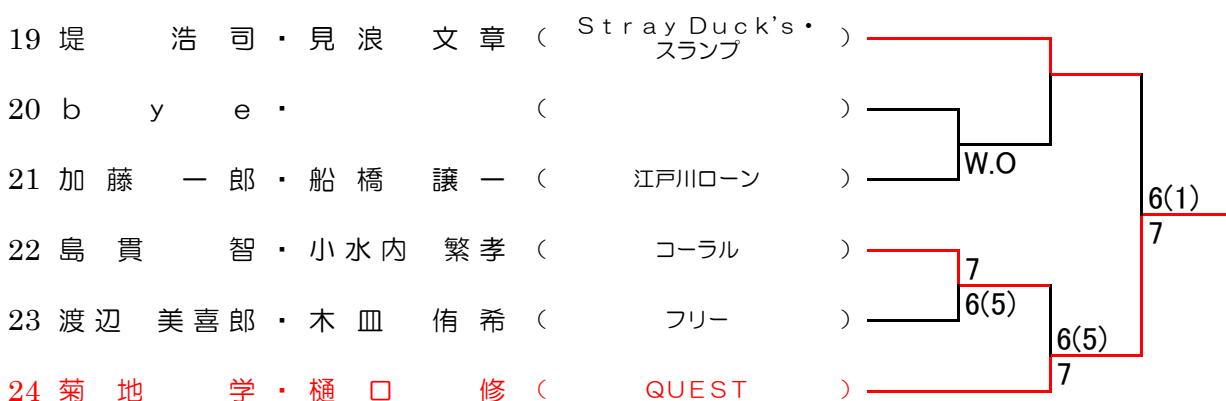 19 堤 浩 司 ・ 見 浪 文 章 ( Stray Duck's・スランプ )
20 b y e ・ ( )
W.O
21 加 藤 一 郎 ・ 船 橋 譲 一 ( 江戸川ローン )
6(1)
7
22 島 貫 智 ・ 小 水 内 繁 孝 ( コーラル )
7
6(5)
23 渡 辺 美 喜 郎 ・ 木 皿 侑 希 ( フリー )
6(5)
7
24 菊 地 学 ・ 樋 口 修 ( QUEST )